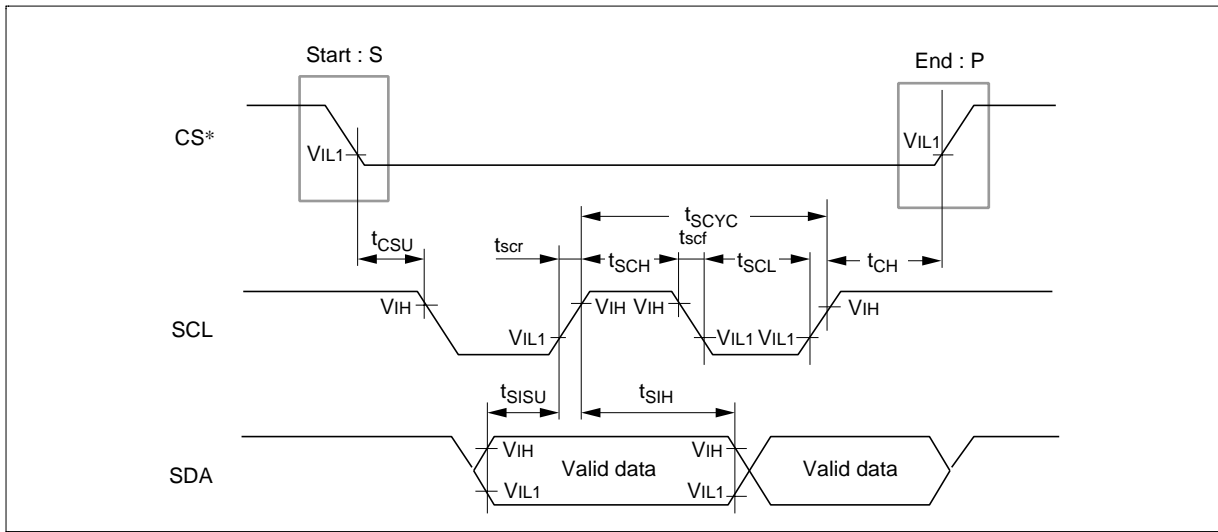 Start : S
End : P
CS*
VIL1
VIL1
tSCYC
tCSU
tscr
tSCH
tscf
tSCL
tCH
SCL
VIH
VIL1
VIH VIH
VIL1 VIL1
VIH
tSISU
tSIH
SDA
VIH
VIL1
Valid data
VIH
VIL1
Valid data